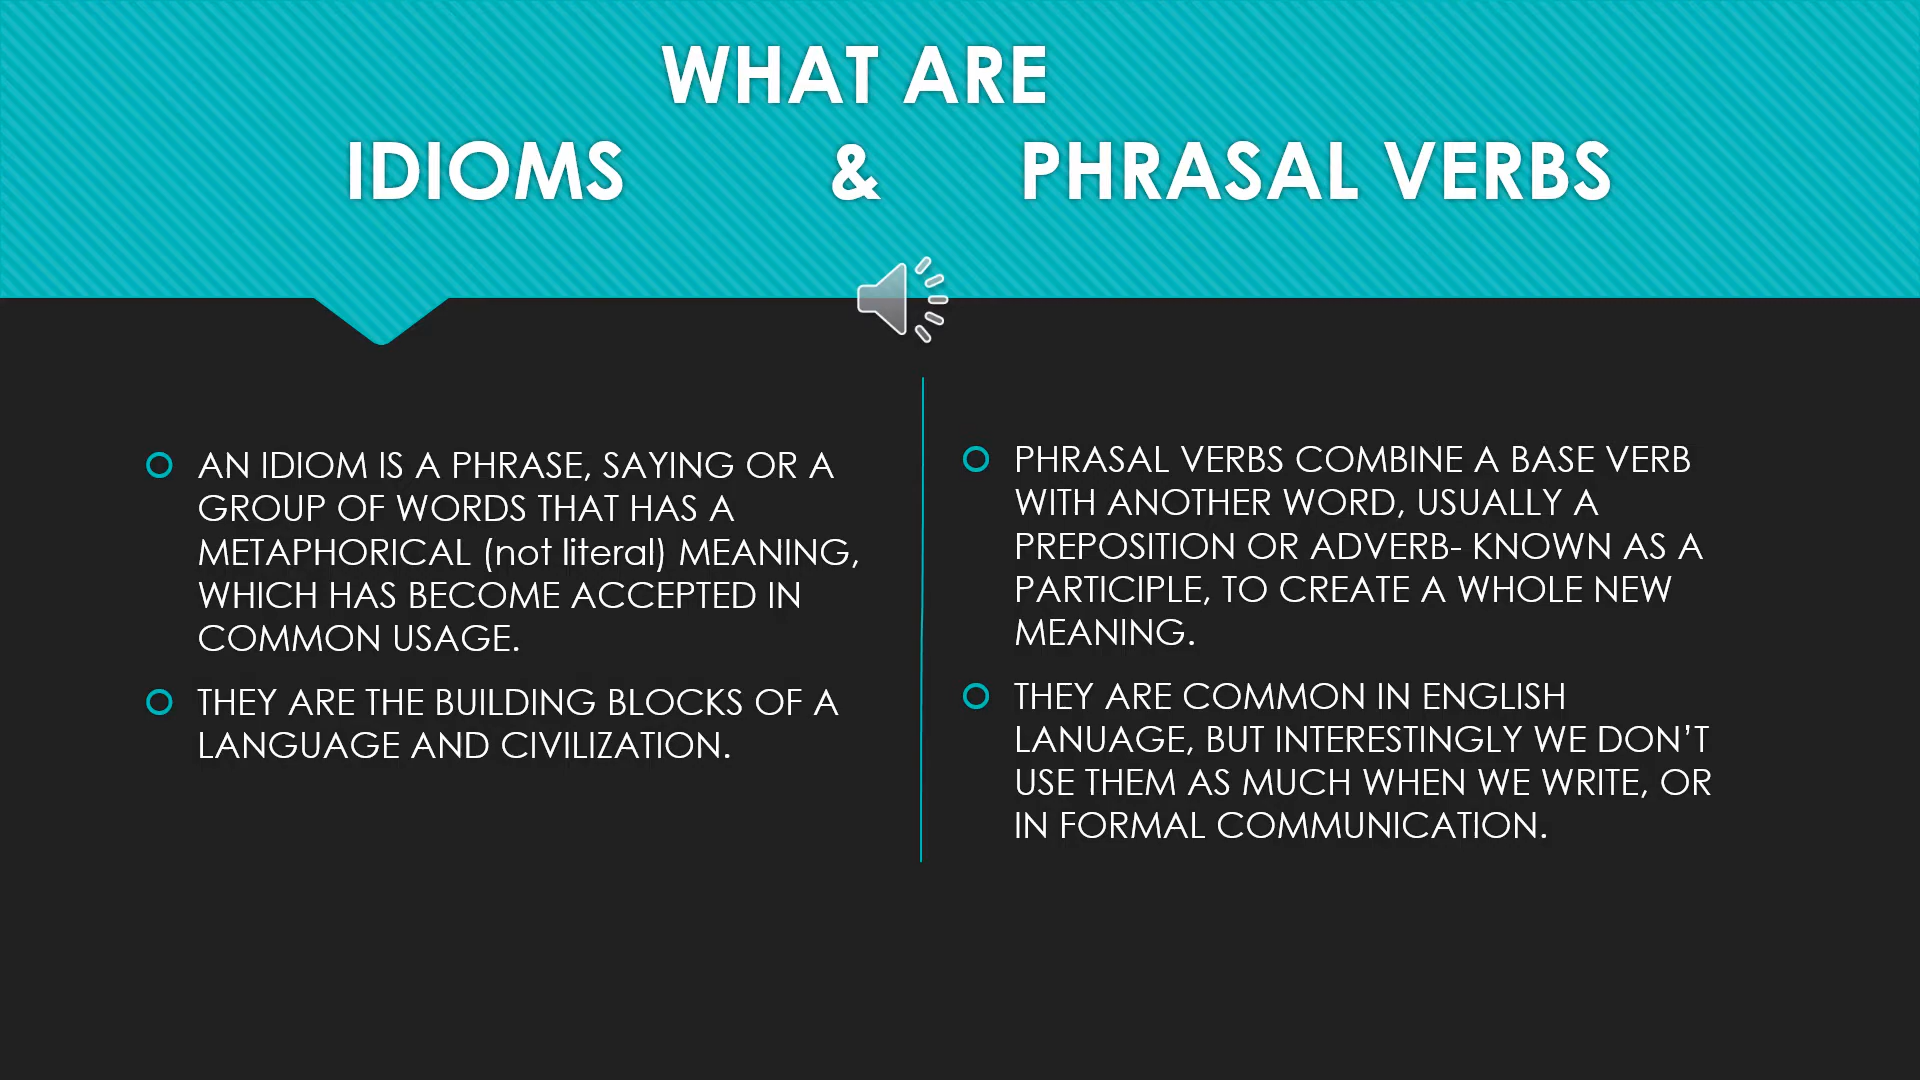 WHAT ARE
IDIOMS & PHRASAL VERBS
AN IDIOM IS A PHRASE, SAYING OR A
GROUP OF WORDS THAT HAS A
METAPHORICAL (not literal) MEANING,
WHICH HAS BECOME ACCEPTED IN
COMMON USAGE.
THEY ARE THE BUILDING BLOCKS OF A
LANGUAGE AND CIVILIZATION.
PHRASAL VERBS COMBINE A BASE VERB
WITH ANOTHER WORD, USUALLY A
PREPOSITION OR ADVERB- KNOWN AS A
PARTICIPLE, TO CREATE A WHOLE NEW
MEANING.
THEY ARE COMMON IN ENGLISH
LANUAGE, BUT INTERESTINGLY WE DON’T
USE THEM AS MUCH WHEN WE WRITE, OR
IN FORMAL COMMUNICATION.